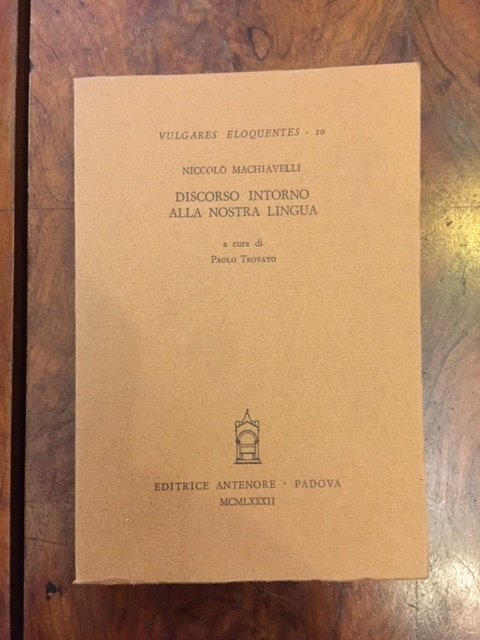 VULGARES ELOQUENTES · 10
NICCOLÒ MACHIAVELLI
DISCORSO INTORNO
ALLA NOSTRA LINGUA
a cura di
PAOLO TROVATO
EDITRICE ANTENORE · PADOVA
MCMLXXXII